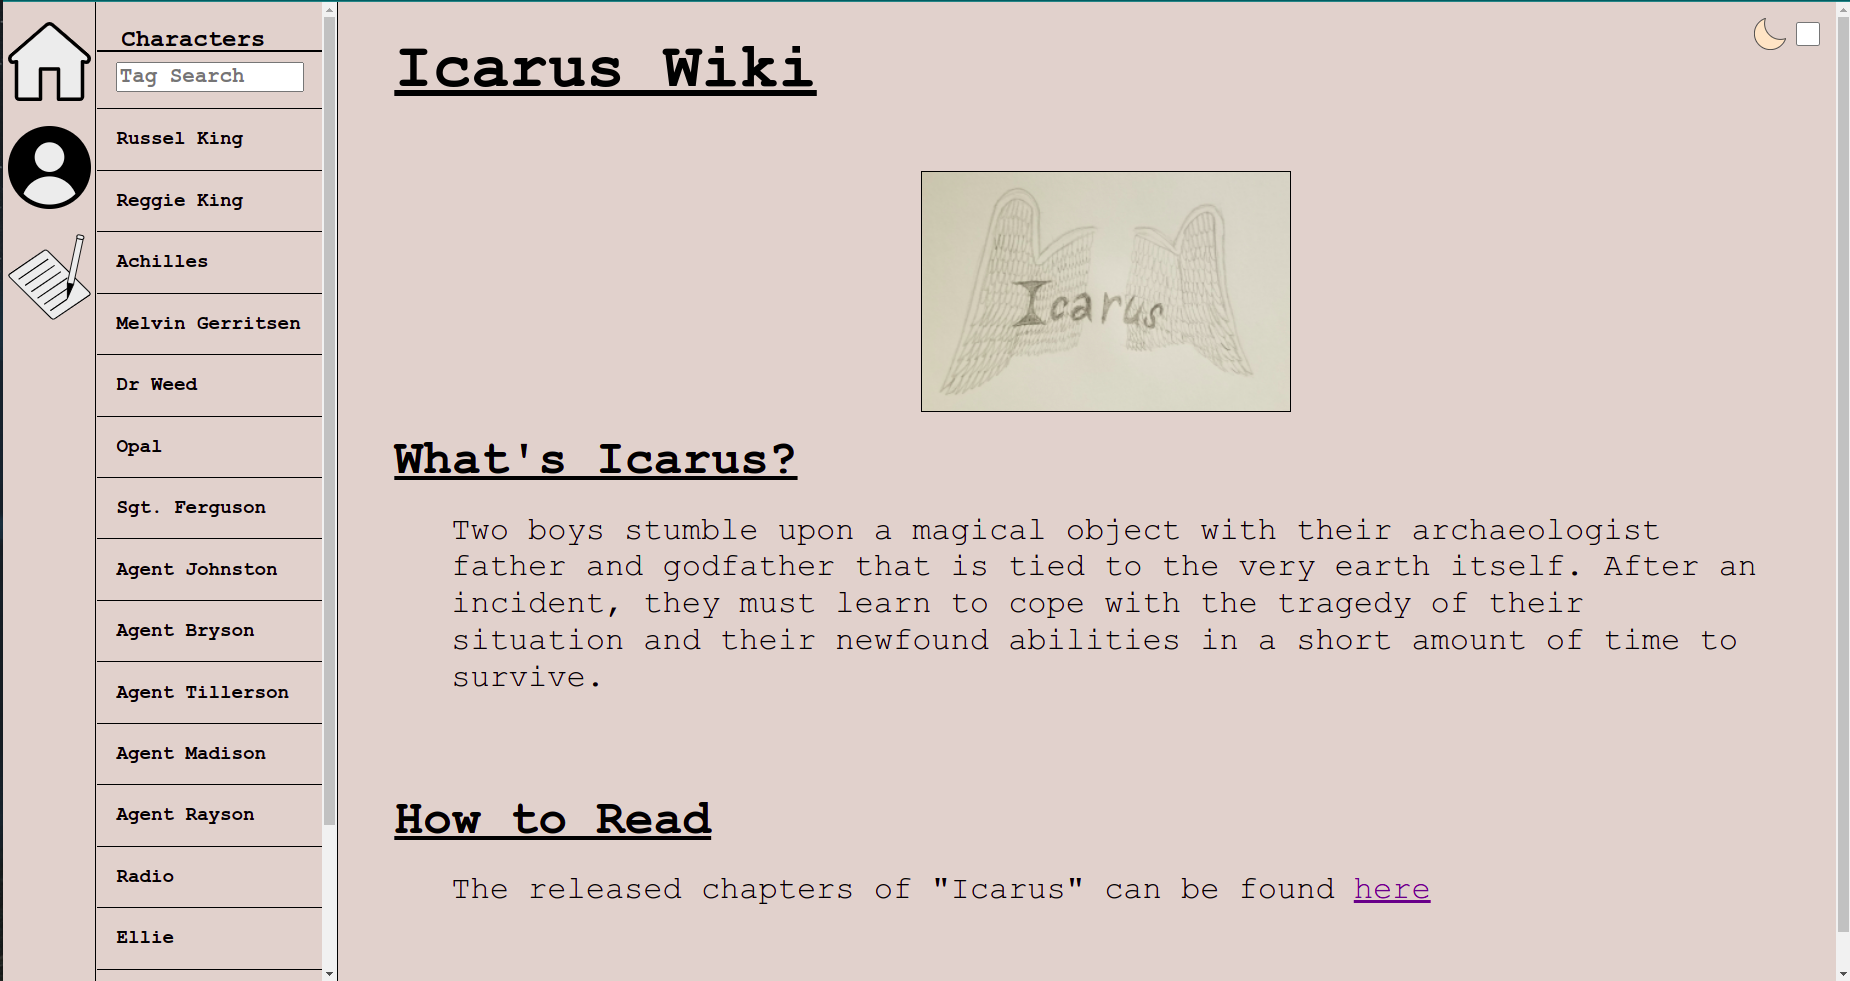 Characters
Tag Search
Russel King
Reggie King
Achilles
Melvin Gerritsen
Dr Weed
Opal
Sgt. Ferguson
Agent Johnston
Agent Bryson
Agent Tillerson
Agent Madison
Agent Rayson
Radio
Ellie
Icarus Wiki
Icarus
What's Icarus?
Two boys stumble upon a magical object with their archaeologist
father and godfather that is tied to the very earth itself. After an
incident, they must learn to cope with the tragedy of their
situation and their newfound abilities in a short amount of time to
survive.
How to Read
The released chapters of "Icarus" can be found here